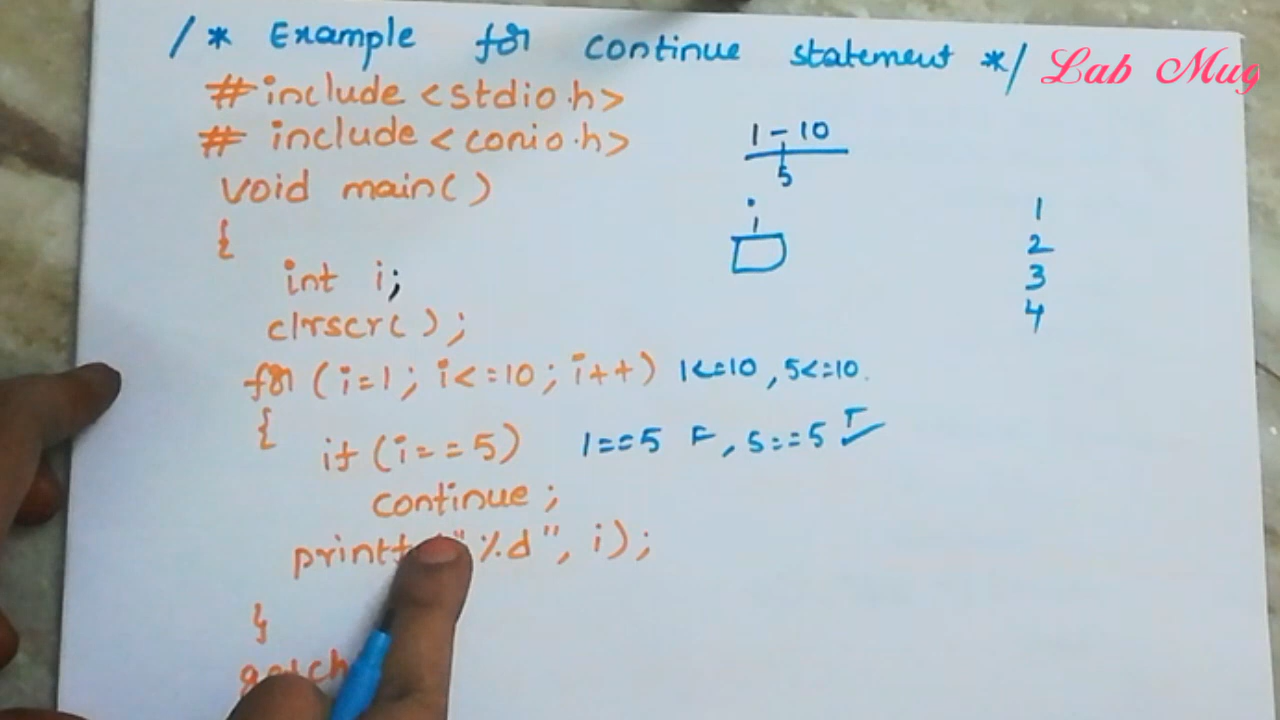 /* Example for continue statement */
Lab Mug
#include <stdio.h>
# include <conio.h>
void main()
{
int i;
clrscr();
for (i=1; i<=10; i++) 1<=10, 5<=10.
{
if (i==5) 1==5 F, 5==5 T ✓
continue;
printf ("%d", i);
}
1-10
5
i
1
2
3
4